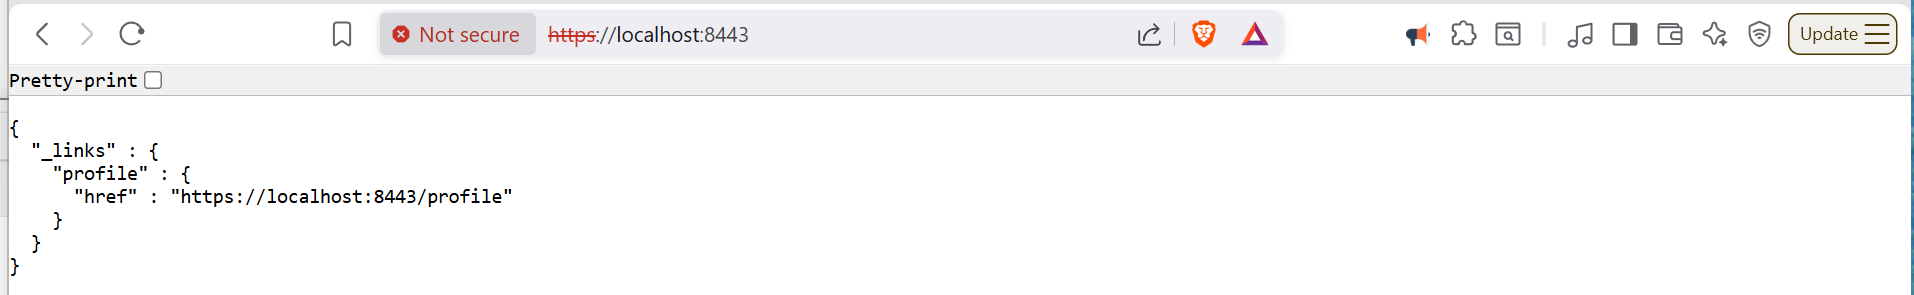 Not secure https://localhost:8443 Update
Pretty-print
{
  "_links" : {
    "profile" : {
      "href" : "https://localhost:8443/profile"
    }
  }
}